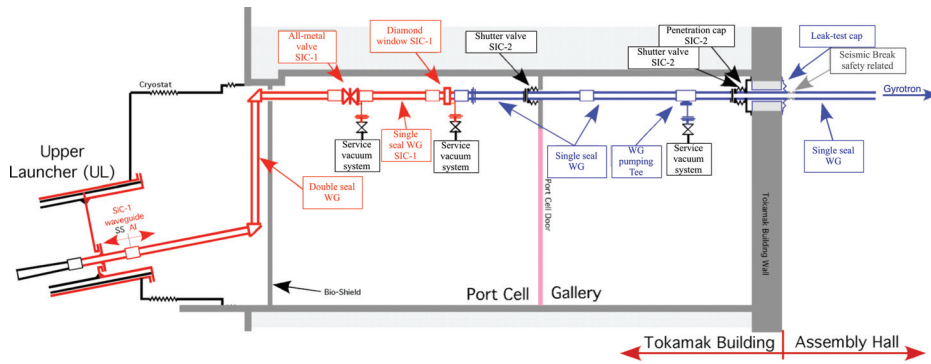 All-metal
valve
SIC-1
Diamond
window SIC-1
Shutter valve
SIC-2
Penetration cap
SIC-2
Shutter valve
SIC-2
Leak-test cap
Seismic Break
safety related
Cryostat
Gyrotron
Upper
Launcher (UL)
Service
vacuum
system
Single
seal WG
SIC-1
Service
vacuum
system
Single seal
WG
WG
pumping
Tee
Service
vacuum
system
Single seal
WG
Double seal
WG
SIC-1
waveguide
SS Al
Port Cell Door
Tokamak Building Wall
Bio-Shield
Port Cell
Gallery
Tokamak Building
Assembly Hall